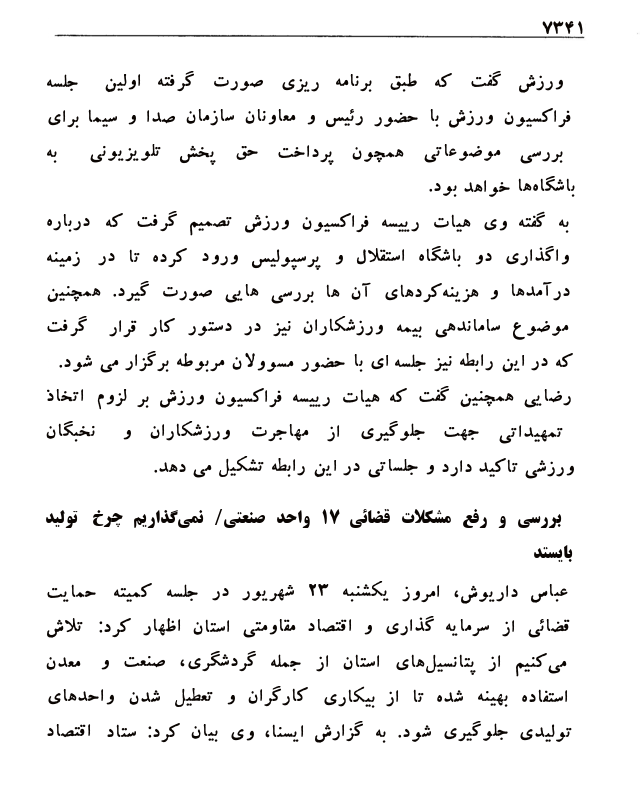 ۷۳۴۱
ورزش گفت که طبق برنامه ریزی صورت گرفته اولین جلسه
فراکسیون ورزش با حضور رئیس و معاونان سازمان صدا و سیما برای
بررسی موضوعاتی همچون پرداخت حق پخش تلویزیونی به
باشگاه‌ها خواهد بود.
به گفته وی هیات رییسه فراکسیون ورزش تصمیم گرفت که درباره
واگذاری دو باشگاه استقلال و پرسپولیس ورود کرده تا در زمینه
درآمدها و هزینه‌کردهای آن ها بررسی هایی صورت گیرد. همچنین
موضوع ساماندهی بیمه ورزشکاران نیز در دستور کار قرار گرفت
که در این رابطه نیز جلسه ای با حضور مسوولان مربوطه برگزار می شود.
رضایی همچنین گفت که هیات رییسه فراکسیون ورزش بر لزوم اتخاذ
تمهیداتی جهت جلوگیری از مهاجرت ورزشکاران و نخبگان
ورزشی تاکید دارد و جلساتی در این رابطه تشکیل می دهد.
بررسی و رفع مشکلات قضائی ۱۷ واحد صنعتی/ نمی‌گذاریم چرخ تولید
بایستد
عباس داریوش، امروز یکشنبه ۲۳ شهریور در جلسه کمیته حمایت
قضائی از سرمایه گذاری و اقتصاد مقاومتی استان اظهار کرد: تلاش
می‌کنیم از پتانسیل‌های استان از جمله گردشگری، صنعت و معدن
استفاده بهینه شده تا از بیکاری کارگران و تعطیل شدن واحدهای
تولیدی جلوگیری شود. به گزارش ایسنا، وی بیان کرد: ستاد اقتصاد